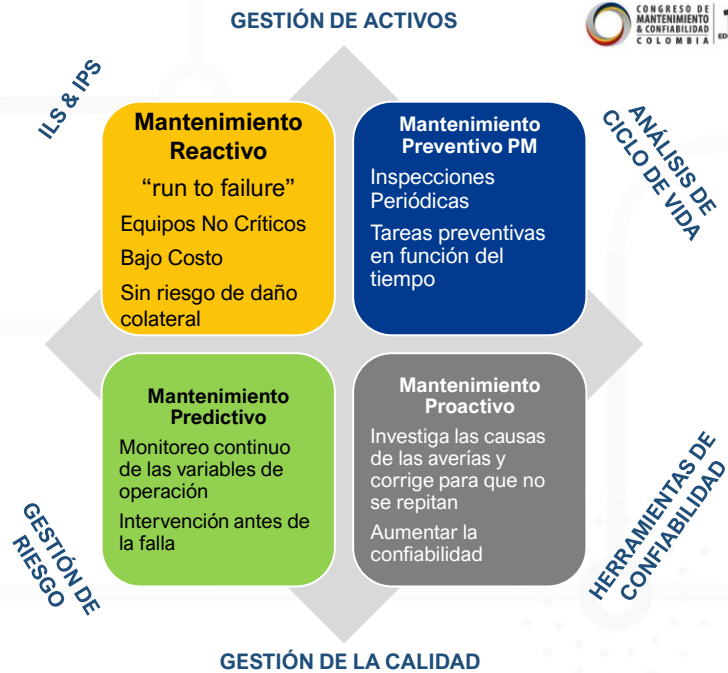 GESTIÓN DE ACTIVOS
CONGRESO DE
MANTENIMIENTO
& CONFIABILIDAD
COLOMBIA
ILS & IPS
ANÁLISIS DE
CICLO DE VIDA
Mantenimiento
Reactivo
“run to failure”
Equipos No Críticos
Bajo Costo
Sin riesgo de daño
colateral
Mantenimiento
Preventivo PM
Inspecciones
Periódicas
Tareas preventivas
en función del
tiempo
Mantenimiento
Predictivo
Monitoreo continuo
de las variables de
operación
Intervención antes de
la falla
Mantenimiento
Proactivo
Investiga las causas
de las averías y
corrige para que no
se repitan
Aumentar la
confiabilidad
GESTIÓN DE
RIESGO
HERRAMIENTAS DE
CONFIABILIDAD
GESTIÓN DE LA CALIDAD